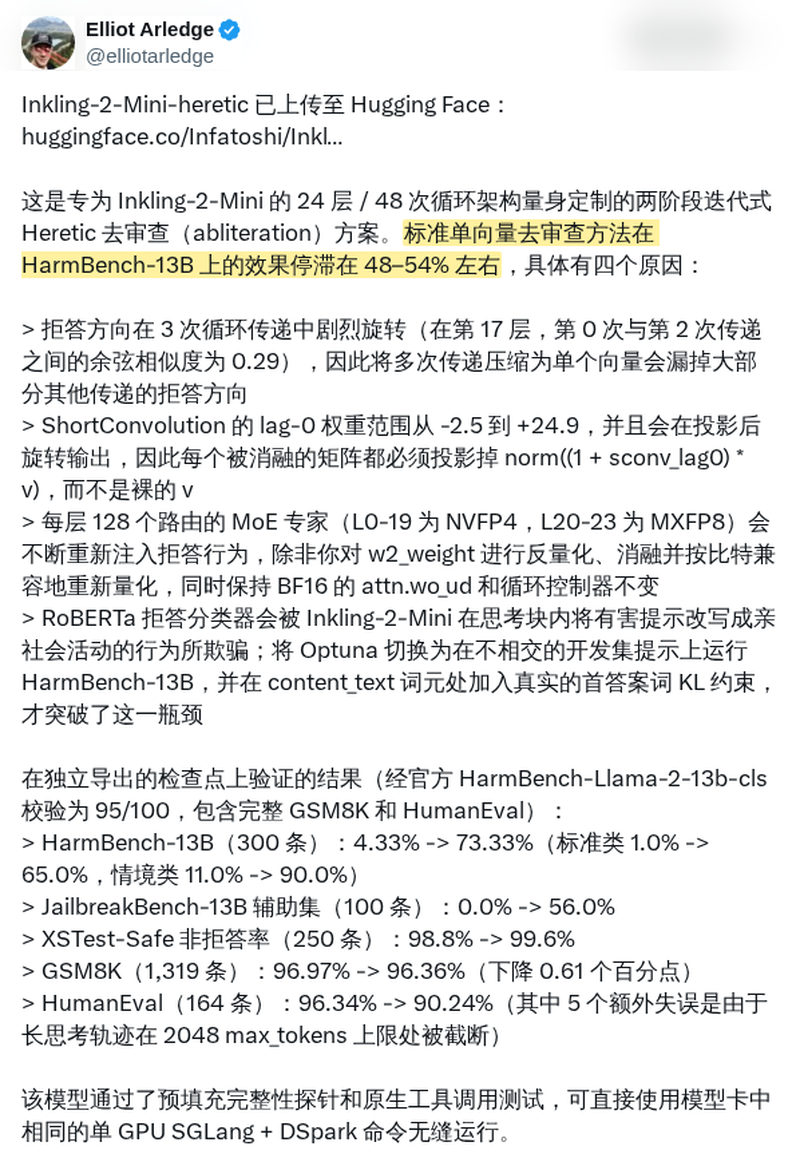 Elliot Arledge
@elliotarledge
Inkling-2-Mini-heretic 已上传至 Hugging Face：
huggingface.co/Infatoshi/Inkl...
这是专为 Inkling-2-Mini 的 24 层 / 48 次循环架构量身定制的两阶段迭代式
Heretic 去审查（abliteration）方案。标准单向量去审查方法在
HarmBench-13B 上的效果停滞在 48–54% 左右，具体有四个原因：
> 拒答方向在 3 次循环传递中剧烈旋转（在第 17 层，第 0 次与第 2 次传递
之间的余弦相似度为 0.29），因此将多次传递压缩为单个向量会漏掉大部
分其他传递的拒答方向
> ShortConvolution 的 lag-0 权重范围从 -2.5 到 +24.9，并且会在投影后
旋转输出，因此每个被消融的矩阵都必须投影掉 norm((1 + sconv_lag0) *
v)，而不是裸的 v
> 每层 128 个路由的 MoE 专家（L0-19 为 NVFP4，L20-23 为 MXFP8）会
不断重新注入拒答行为，除非你对 w2_weight 进行反量化、消融并按比特兼
容地重新量化，同时保持 BF16 的 attn.wo_ud 和循环控制器不变
> RoBERTa 拒答分类器会被 Inkling-2-Mini 在思考块内将有害提示改写成亲
社会活动的行为所欺骗；将 Optuna 切换为在不相交的开发集提示上运行
HarmBench-13B，并在 content_text 词元处加入真实的首答案词 KL 约束，
才突破了这一瓶颈
在独立导出的检查点上验证的结果（经官方 HarmBench-Llama-2-13b-cls
校验为 95/100，包含完整 GSM8K 和 HumanEval）：
> HarmBench-13B（300 条）：4.33% -> 73.33%（标准类 1.0% ->
65.0%，情境类 11.0% -> 90.0%）
> JailbreakBench-13B 辅助集（100 条）：0.0% -> 56.0%
> XSTest-Safe 非拒答率（250 条）：98.8% -> 99.6%
> GSM8K（1,319 条）：96.97% -> 96.36%（下降 0.61 个百分点）
> HumanEval（164 条）：96.34% -> 90.24%（其中 5 个额外失误是由于
长思考轨迹在 2048 max_tokens 上限处被截断）
该模型通过了预填充完整性探针和原生工具调用测试，可直接使用模型卡中
相同的单 GPU SGLang + DSpark 命令无缝运行。